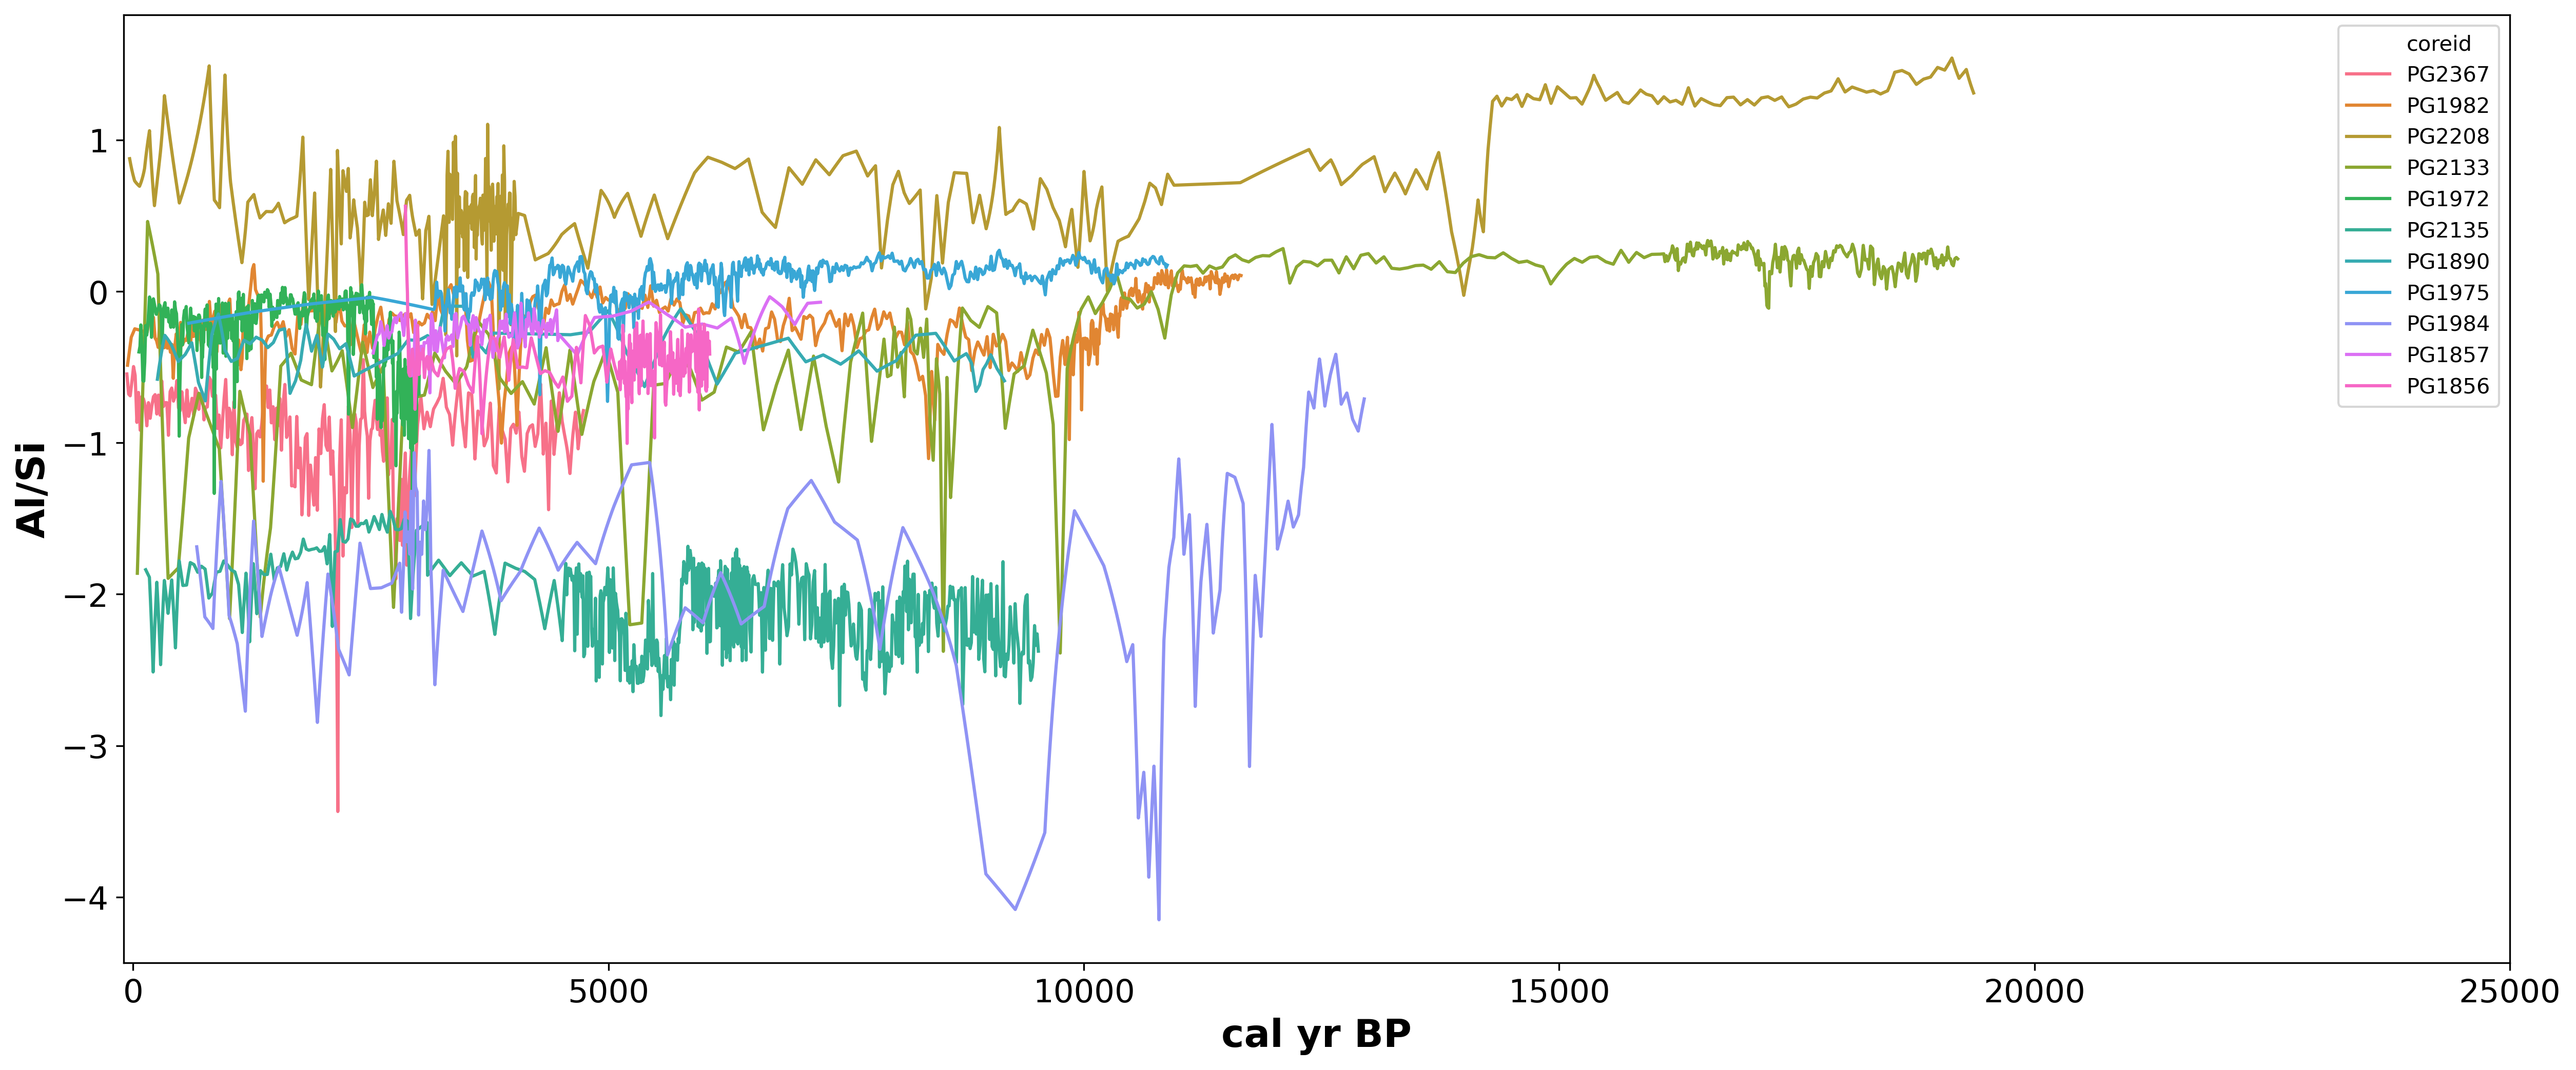 coreid
PG2367
PG1982
PG2208
PG2133
PG1972
PG2135
PG1890
PG1975
PG1984
PG1857
PG1856
Al/Si
1
0
−1
−2
−3
−4
0 5000 10000 15000 20000 25000
cal yr BP